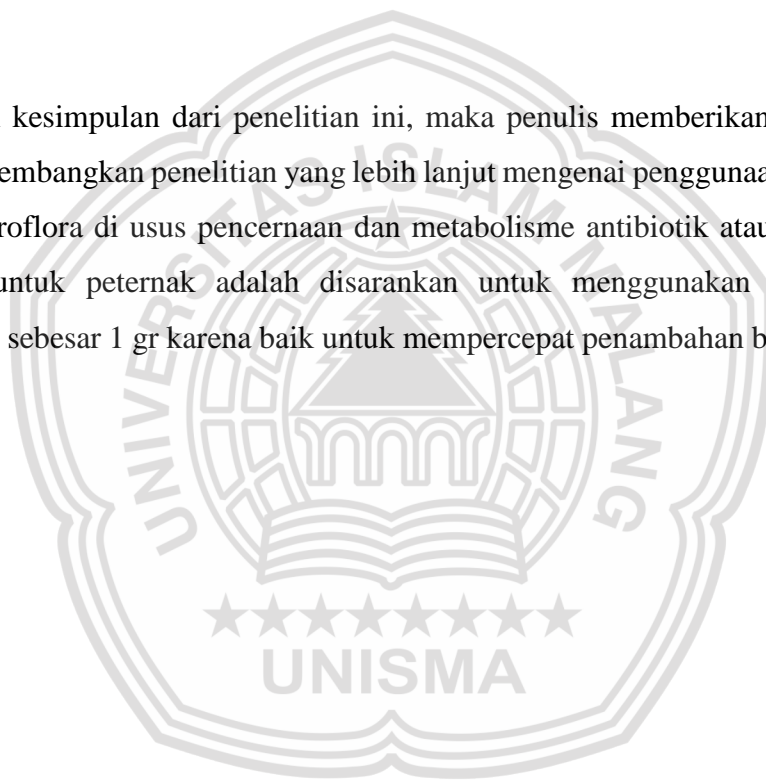 kesimpulan dari penelitian ini, maka penulis memberikan
embangkan penelitian yang lebih lanjut mengenai penggunaa
roflora di usus pencernaan dan metabolisme antibiotik atau
untuk peternak adalah disarankan untuk menggunakan
sebesar 1 gr karena baik untuk mempercepat penambahan b
UNIVERSITAS ISLAM MALANG
UNISMA